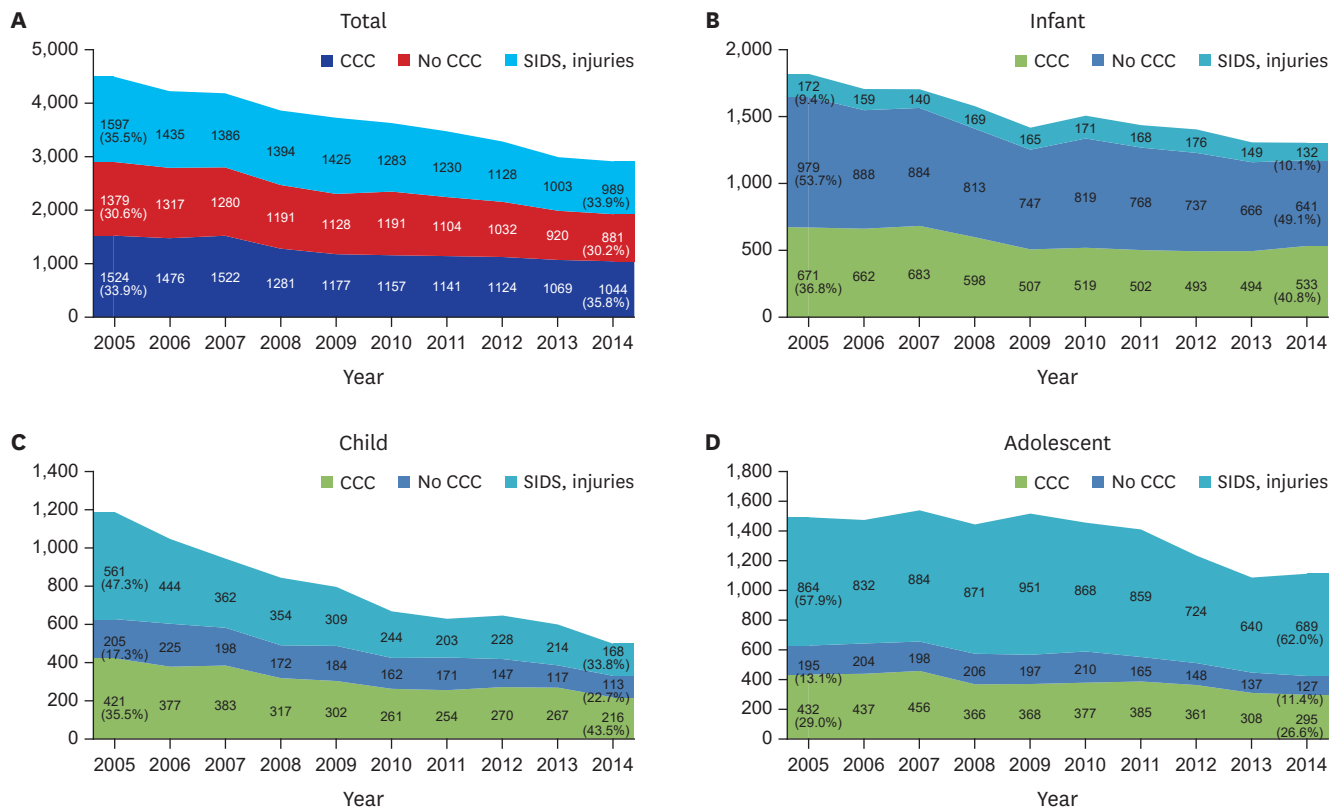 A
Total
5,000
4,000
3,000
2,000
1,000
0
CCC No CCC SIDS, injuries
1597 1435 1386 1394 1425 1283 1230 1128 1003 989
(35.5%) (33.9%)
1379 1317 1280 1191 1128 1191 1104 1032 920 881
(30.6%) (30.2%)
1524 1476 1522 1281 1177 1157 1141 1124 1069 1044
(33.9%) (35.8%)
2005 2006 2007 2008 2009 2010 2011 2012 2013 2014
Year
B
Infant
2,000
1,500
1,000
500
0
CCC No CCC SIDS, injuries
172 159 140 169 165 171 168 176 149 132
(9.4%) (10.1%)
979 888 884 813 747 819 768 737 666 641
(53.7%) (49.1%)
671 662 683 598 507 519 502 493 494 533
(36.8%) (40.8%)
2005 2006 2007 2008 2009 2010 2011 2012 2013 2014
Year
C
Child
1,400
1,200
1,000
800
600
400
200
0
CCC No CCC SIDS, injuries
561 444 362 354 309 244 203 228 214 168
(47.3%) (33.8%)
205 225 198 172 184 162 171 147 117 113
(17.3%) (22.7%)
421 377 383 317 302 261 254 270 267 216
(35.5%) (43.5%)
2005 2006 2007 2008 2009 2010 2011 2012 2013 2014
Year
D
Adolescent
1,800
1,600
1,400
1,200
1,000
800
600
400
200
0
CCC No CCC SIDS, injuries
864 832 884 871 951 868 859 724 640 689
(57.9%) (62.0%)
195 204 198 206 197 210 165 148 137 127
(13.1%) (11.4%)
432 437 456 366 368 377 385 361 308 295
(29.0%) (26.6%)
2005 2006 2007 2008 2009 2010 2011 2012 2013 2014
Year